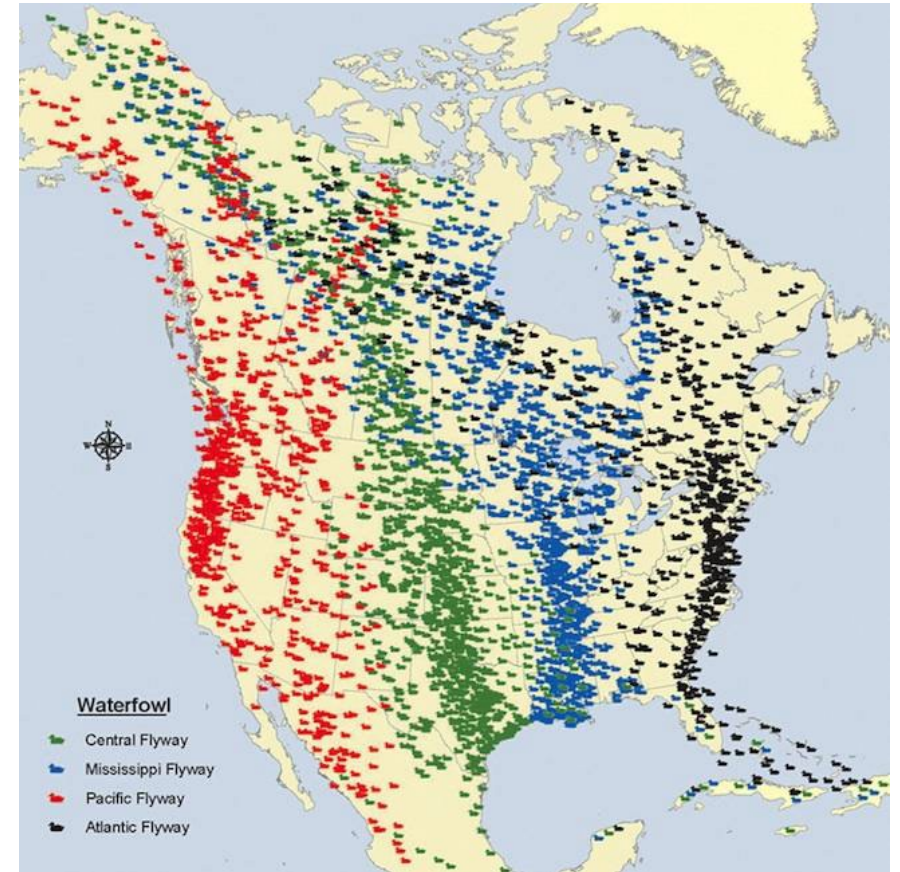 N
W E
S
Waterfowl
Central Flyway
Mississippi Flyway
Pacific Flyway
Atlantic Flyway